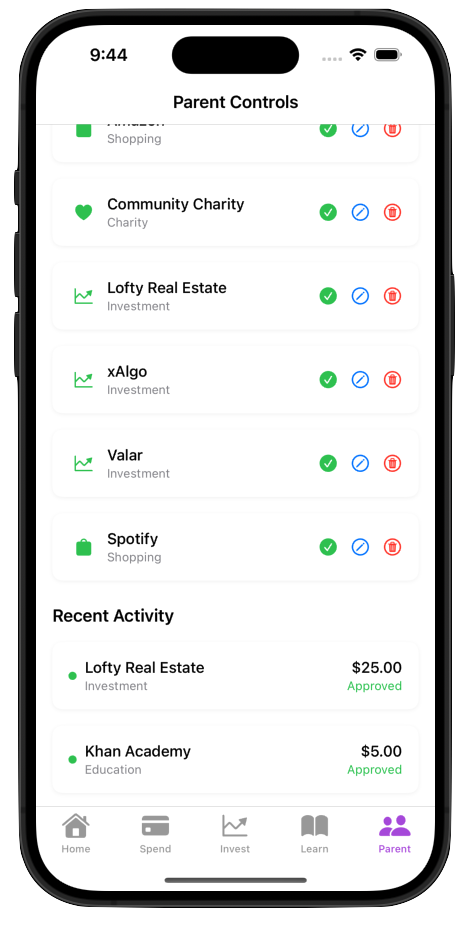 9:44
Parent Controls
Amazon
Shopping
Community Charity
Charity
Lofty Real Estate
Investment
xAlgo
Investment
Valar
Investment
Spotify
Shopping
Recent Activity
Lofty Real Estate $25.00
Investment Approved
Khan Academy $5.00
Education Approved
Home Spend Invest Learn Parent